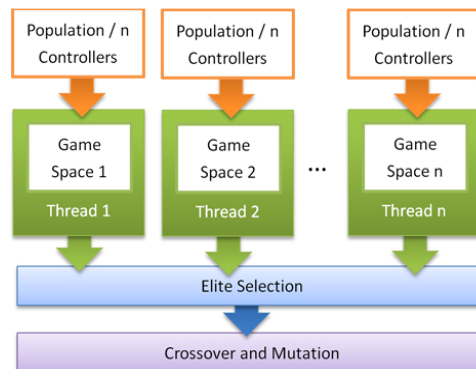 Population / n
Controllers
Population / n
Controllers
Population / n
Controllers
Game
Space 1
Game
Space 2
...
Game
Space n
Thread 1
Thread 2
Thread n
Elite Selection
Crossover and Mutation